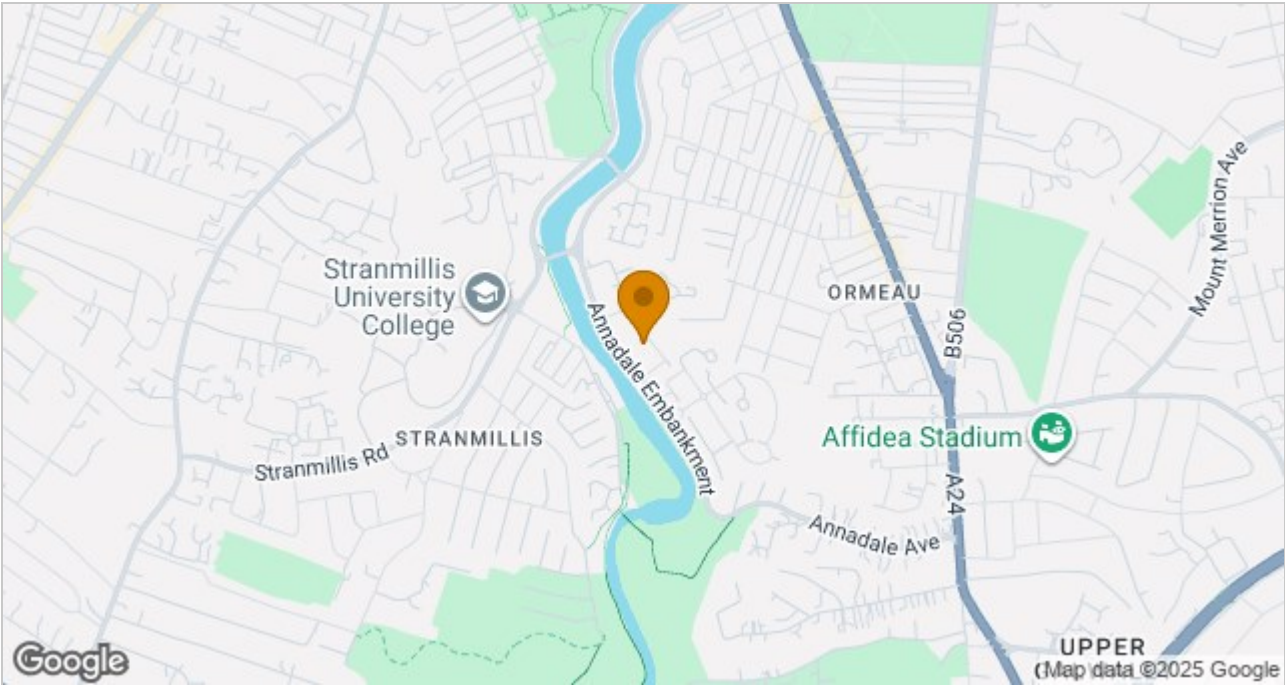 Stranmillis
University
College
ORMEAU
B506
Mount Merrion Ave
Annadale Embankment
STRANMILLIS
Stranmillis Rd
Affidea Stadium
A24
Annadale Ave
UPPER
Google
Map data ©2025 Google